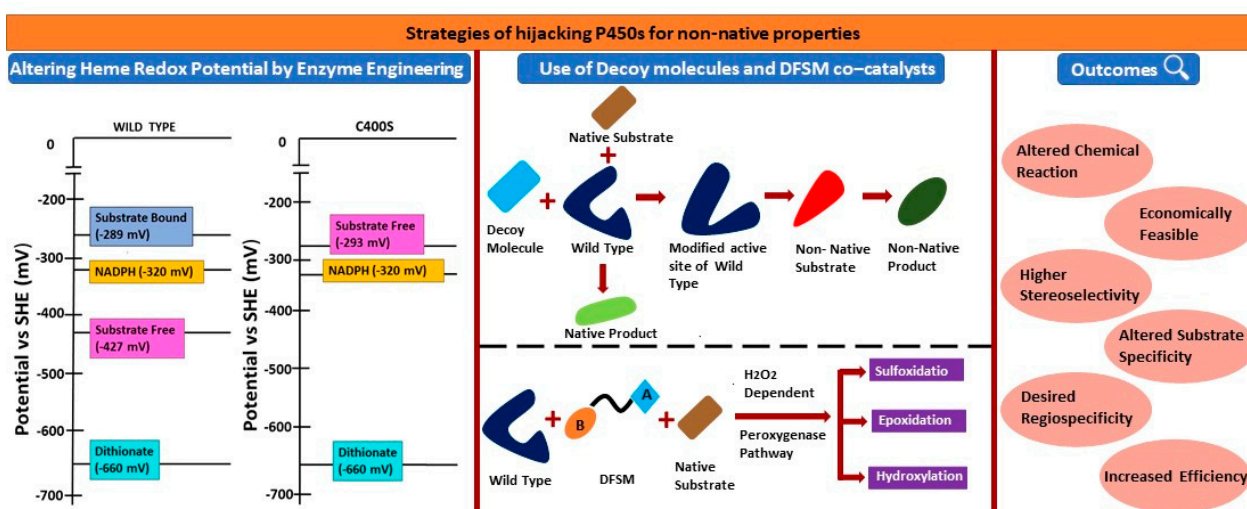 Strategies of hijacking P450s for non-native properties
Altering Heme Redox Potential by Enzyme Engineering
WILD TYPE
C400S
Potential vs SHE (mV)
0
-200
-300
-400
-500
-600
-700
Substrate Bound
(-289 mV)
NADPH (-320 mV)
Substrate Free
(-427 mV)
Dithionate
(-660 mV)
Potential vs SHE (mV)
0
-200
-300
-400
-500
-600
-700
Substrate Free
(-293 mV)
NADPH (-320 mV)
Dithionate
(-660 mV)
Use of Decoy molecules and DFSM co–catalysts
Native Substrate
+
+
Decoy
Molecule
Wild Type
Modified active
site of Wild
Type
Non- Native
Substrate
Non-Native
Product
Native Product
Wild Type
+
B
A
DFSM
+
Native
Substrate
H2O2
Dependent
Peroxygenase
Pathway
Sulfoxidatio
Epoxidation
Hydroxylation
Outcomes
Altered Chemical
Reaction
Economically
Feasible
Higher
Stereoselectivity
Altered Substrate
Specificity
Desired
Regiospecificity
Increased Efficiency